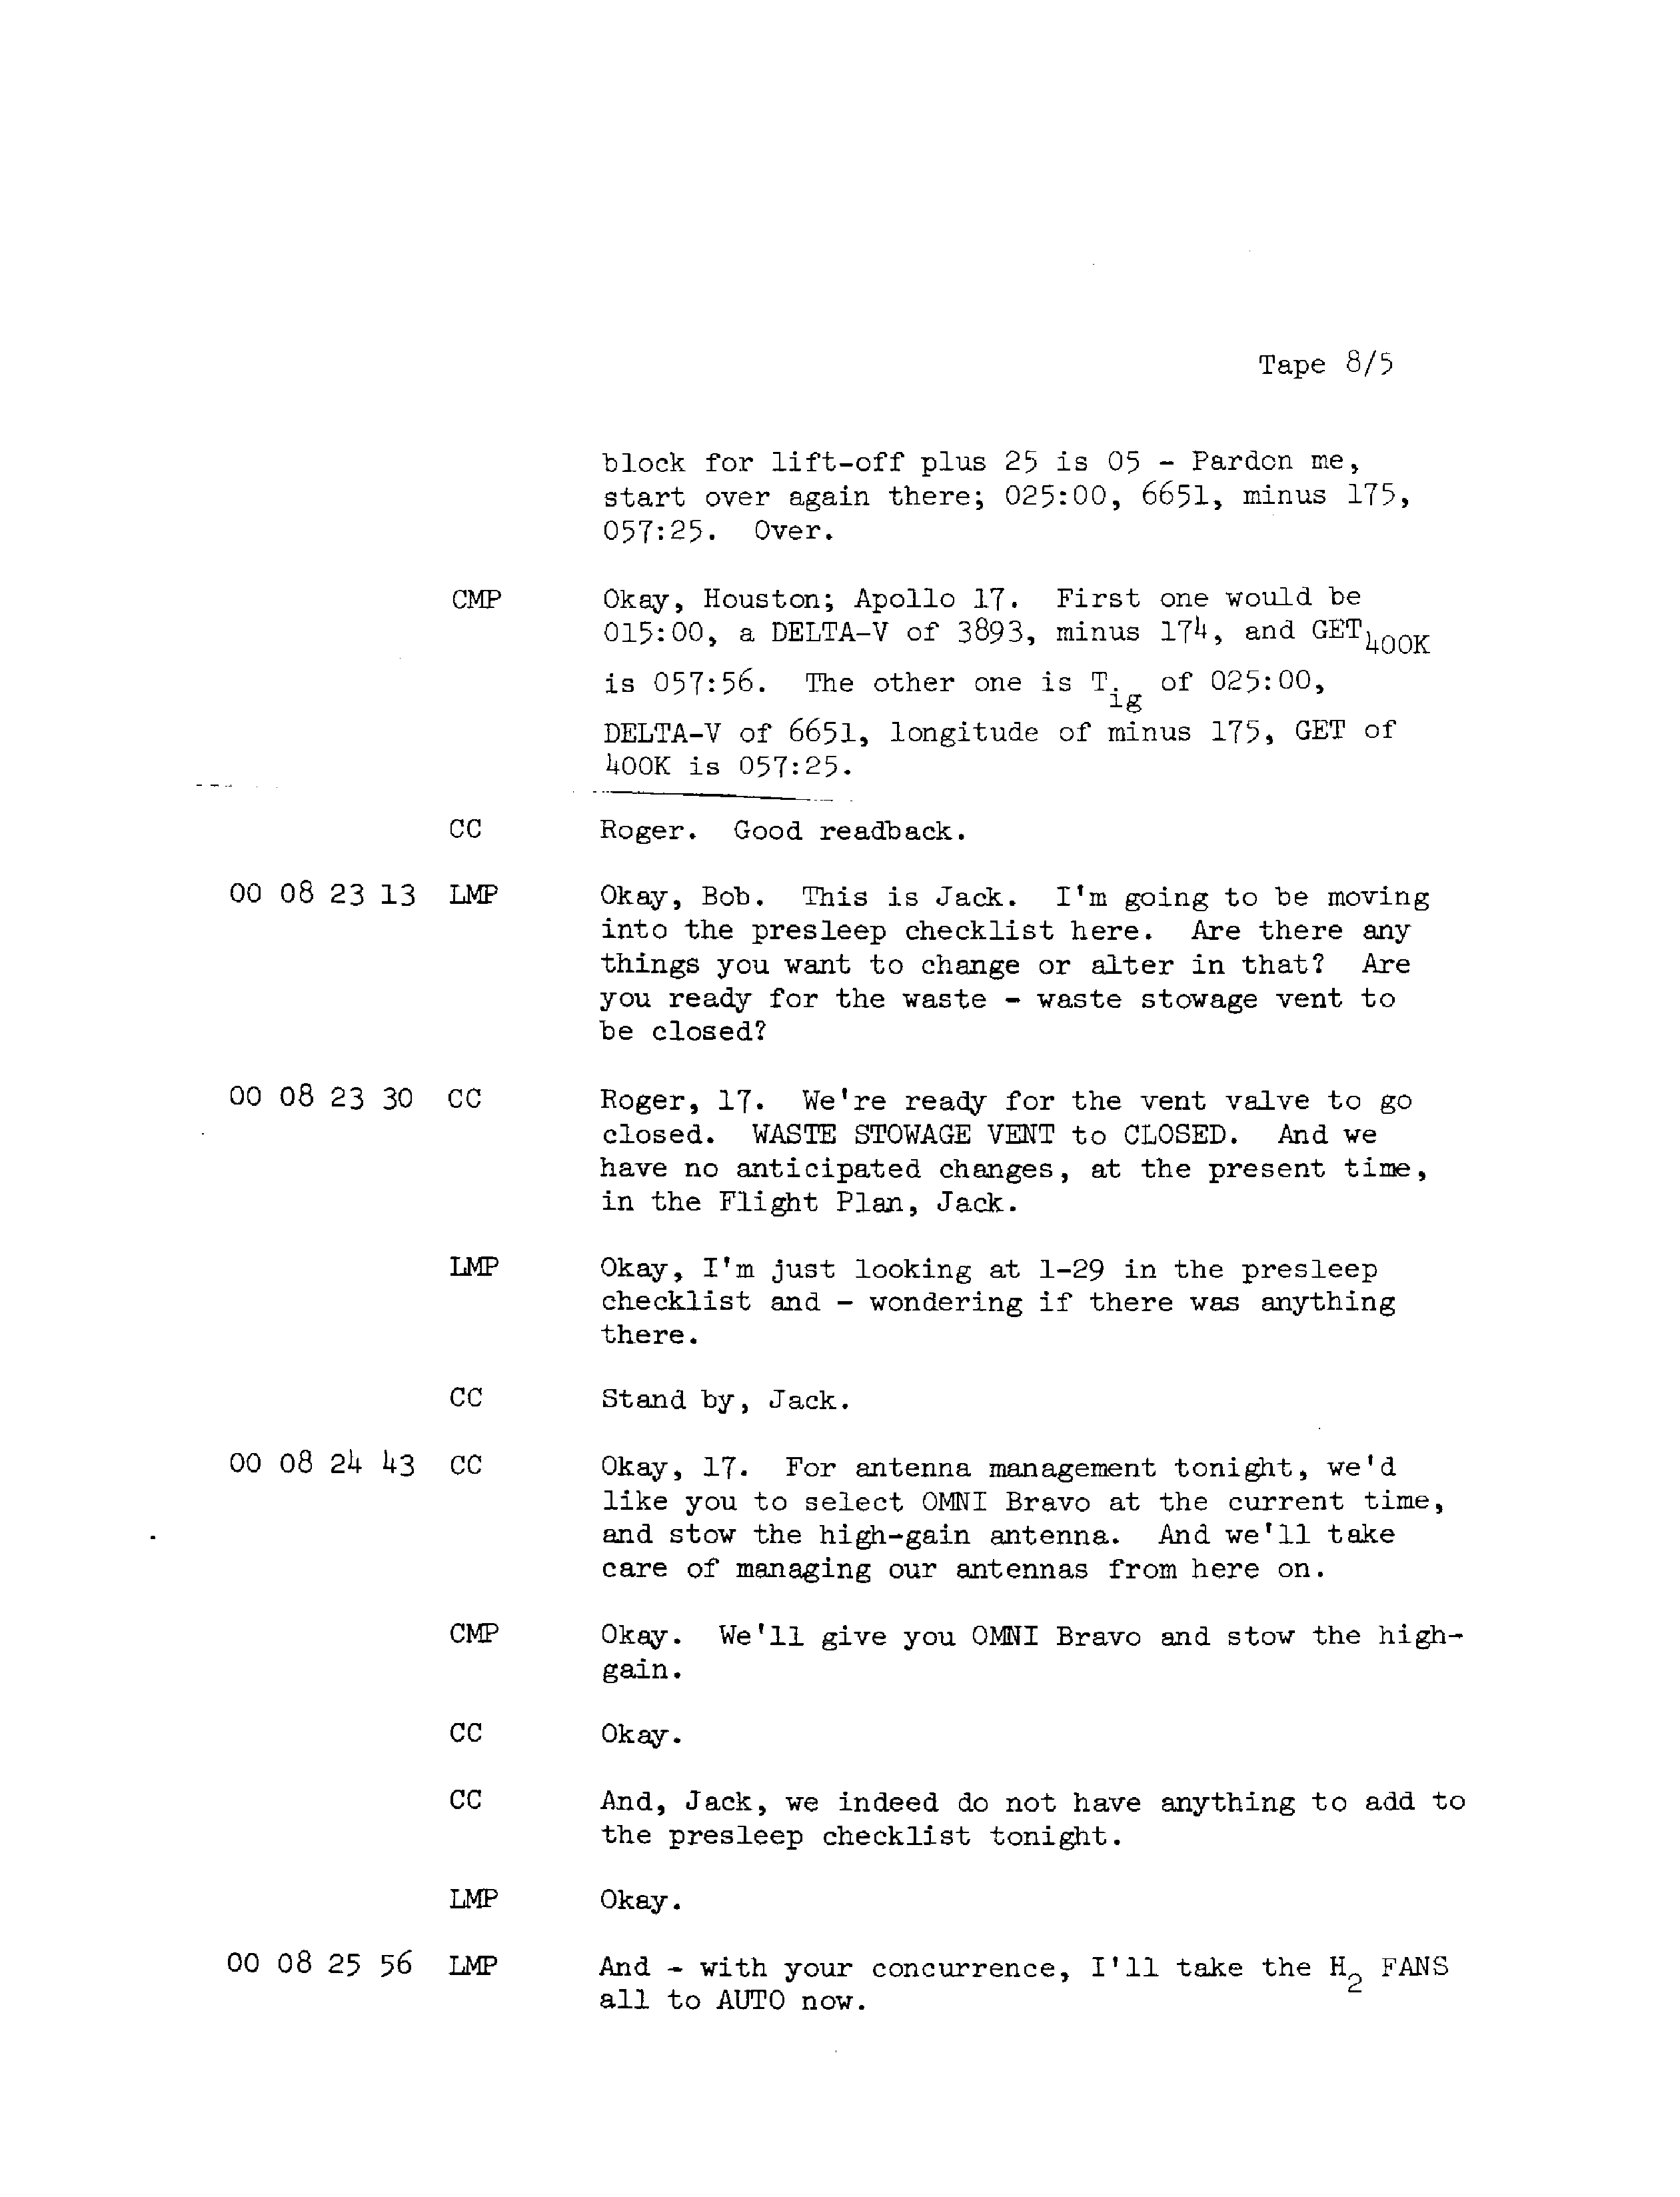 Tape 8/5
block for lift-off plus 25 is 05 - Pardon me,
start over again there; 025:00, 6651, minus 175,
057:25. Over.
CMP Okay, Houston; Apollo 17. First one would be
015:00, a DELTA-V of 3893, minus 174, and GET400K
is 057:56. The other one is Tig of 025:00,
DELTA-V of 6651, longitude of minus 175, GET of
400K is 057:25.
CC Roger. Good readback.
00 08 23 13 LMP Okay, Bob. This is Jack. I'm going to be moving
into the presleep checklist here. Are there any
things you want to change or alter in that? Are
you ready for the waste - waste stowage vent to
be closed?
00 08 23 30 CC Roger, 17. We're ready for the vent valve to go
closed. WASTE STOWAGE VENT to CLOSED. And we
have no anticipated changes, at the present time,
in the Flight Plan, Jack.
LMP Okay, I'm just looking at 1-29 in the presleep
checklist and - wondering if there was anything
there.
CC Stand by, Jack.
00 08 24 43 CC Okay, 17. For antenna management tonight, we'd
like you to select OMNI Bravo at the current time,
and stow the high-gain antenna. And we'll take
care of managing our antennas from here on.
CMP Okay. We'll give you OMNI Bravo and stow the high-
gain.
CC Okay.
CC And, Jack, we indeed do not have anything to add to
the presleep checklist tonight.
LMP Okay.
00 08 25 56 LMP And - with your concurrence, I'll take the H2 FANS
all to AUTO now.